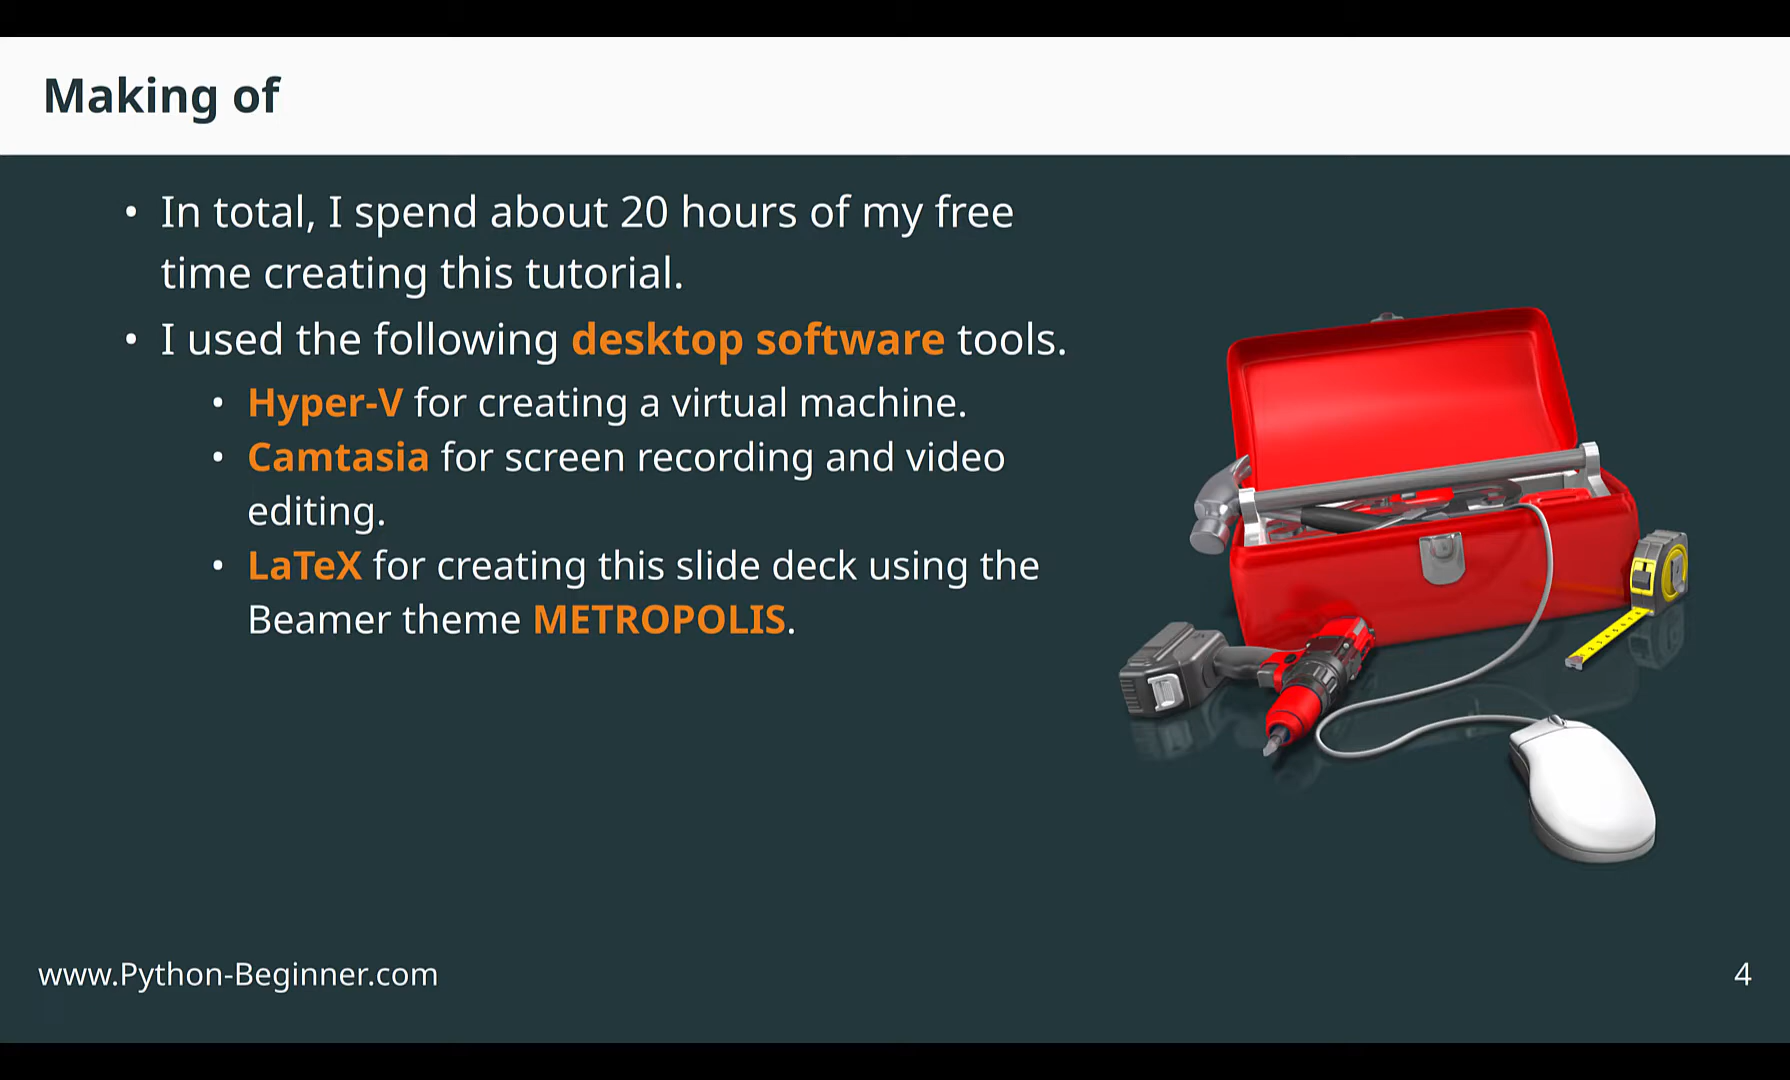 Making of
• In total, I spend about 20 hours of my free
time creating this tutorial.
• I used the following desktop software tools.
• Hyper-V for creating a virtual machine.
• Camtasia for screen recording and video
editing.
• LaTeX for creating this slide deck using the
Beamer theme METROPOLIS.
www.Python-Beginner.com
4